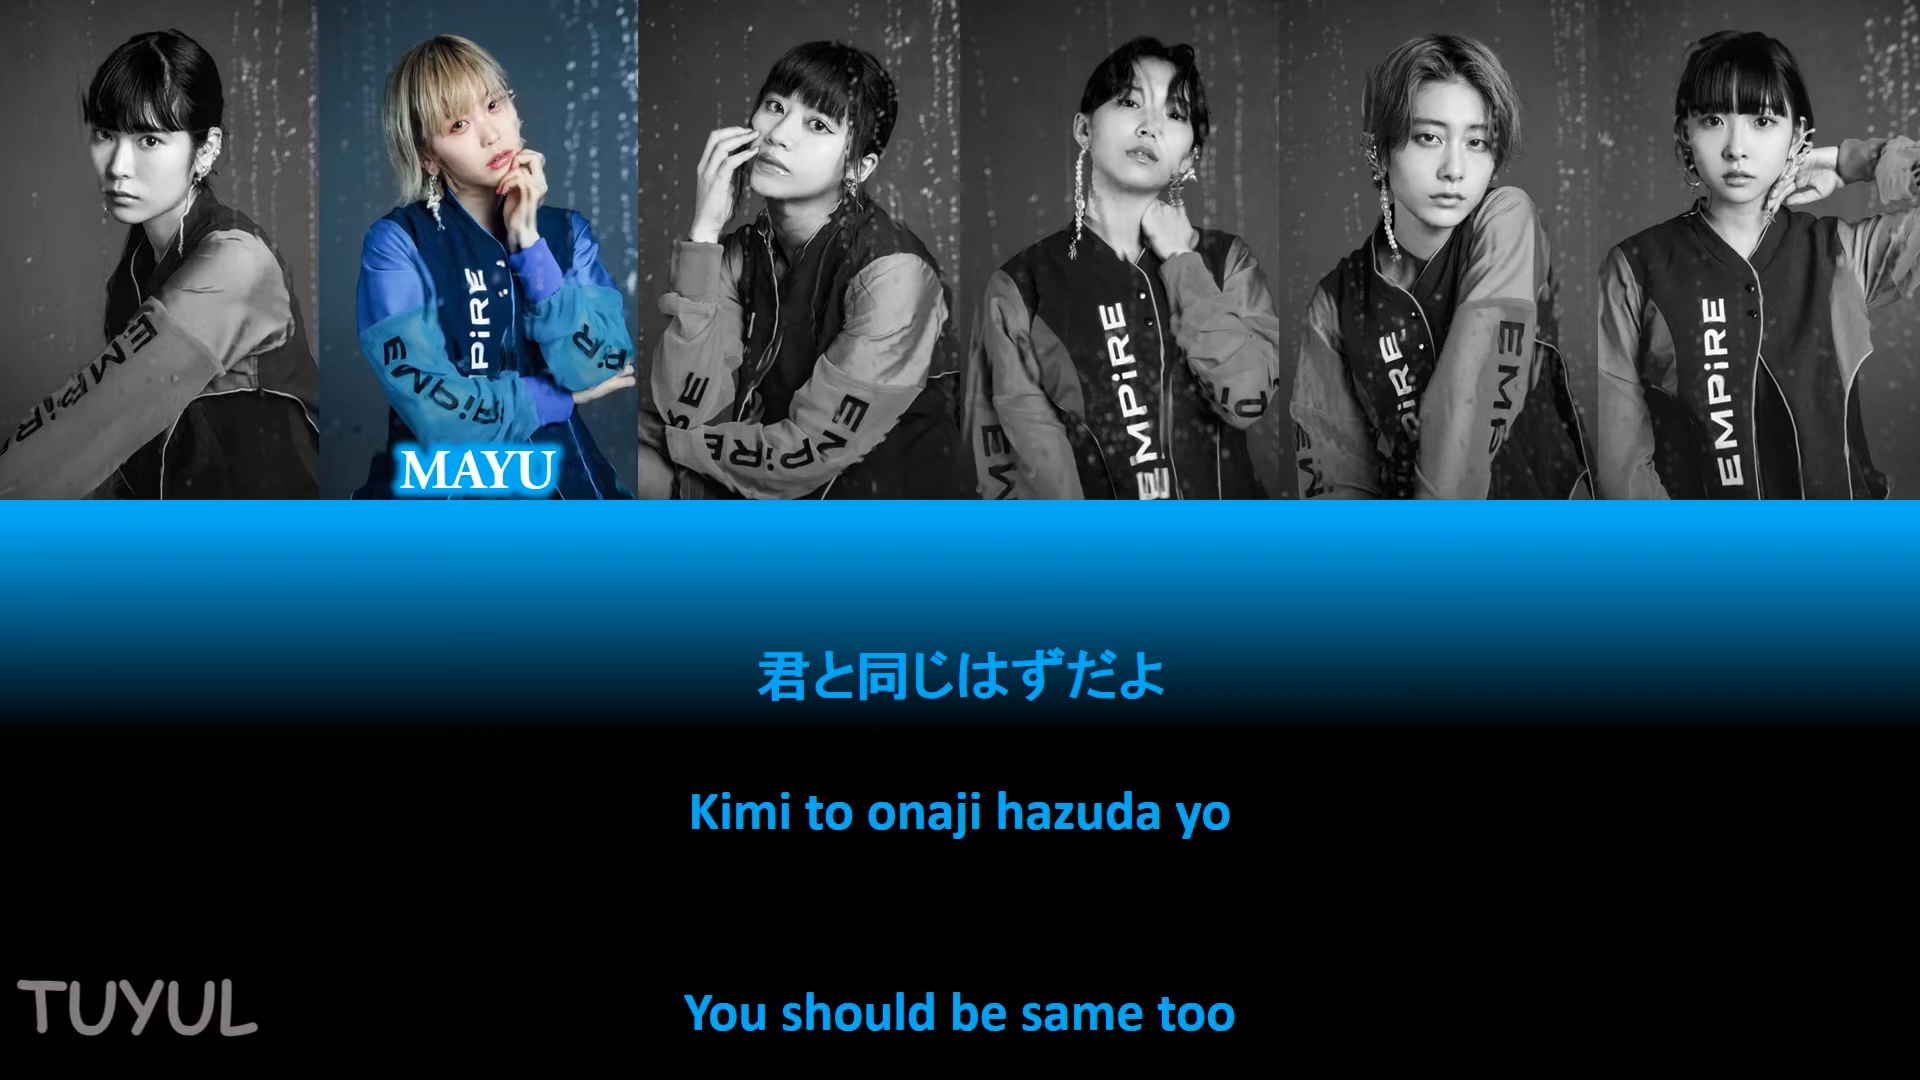 EMPiRE
EMPiRE
PiRE
EMPiRE
EMPiRE
EMPiRE
EMPiRE
MAYU
君と同じはずだよ
Kimi to onaji hazuda yo
TUYUL
You should be same too